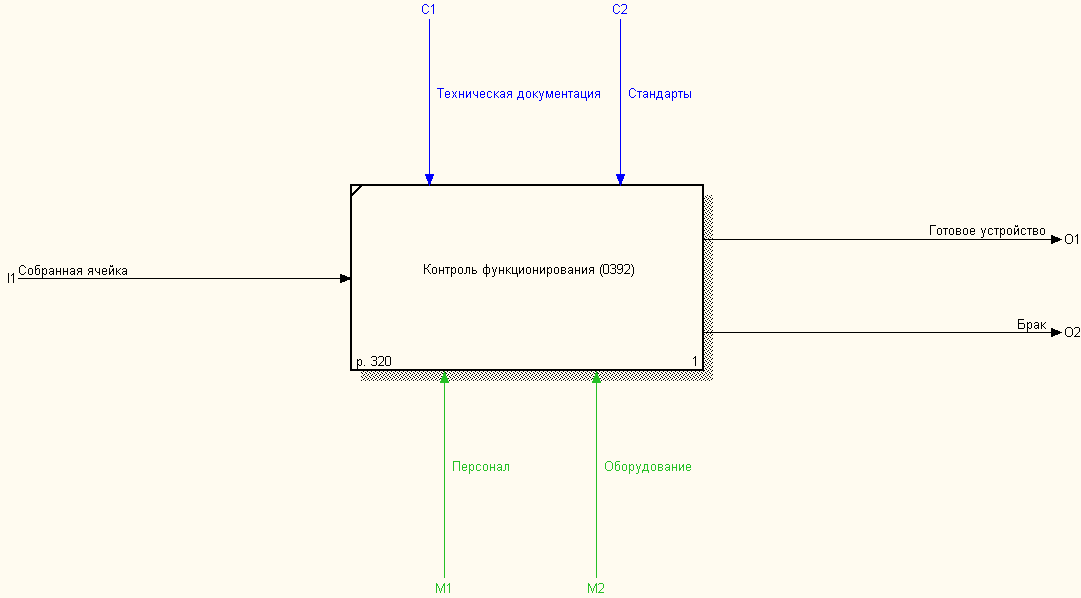 C1
C2
Техническая документация
Стандарты
Готовое устройство
O1
I1
Собранная ячейка
Контроль функционирования (0392)
Брак
O2
р. 320
1
Персонал
Оборудование
M1
M2